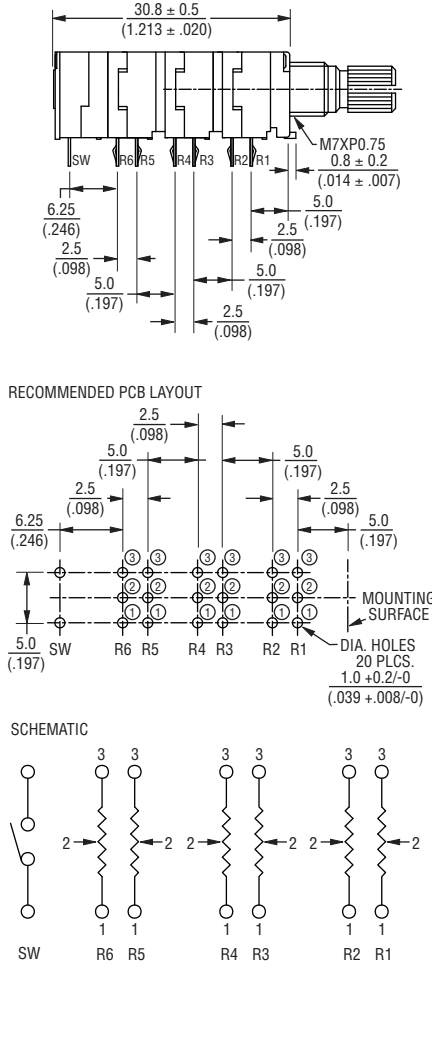 30.8 ± 0.5
(1.213 ± .020)
SW R6 R5 R4 R3 R2 R1
M7XP0.75
0.8 ± 0.2
(.014 ± .007)
6.25
(.246)
5.0
(.197)
2.5
(.098)
2.5
(.098)
5.0
(.197)
5.0
(.197)
2.5
(.098)
RECOMMENDED PCB LAYOUT
2.5
(.098)
5.0
(.197)
5.0
(.197)
2.5
(.098)
2.5
(.098)
6.25
(.246)
5.0
(.197)
3 3 3 3 3 3
2 2 2 2 2 2
1 1 1 1 1 1
MOUNTING
SURFACE
5.0
(.197)
SW R6 R5 R4 R3 R2 R1
DIA. HOLES
20 PLCS.
1.0 +0.2/-0
(.039 +.008/-0)
SCHEMATIC
3 3 3 3 3 3
2 2 2 2 2 2
1 1 1 1 1 1
SW R6 R5 R4 R3 R2 R1